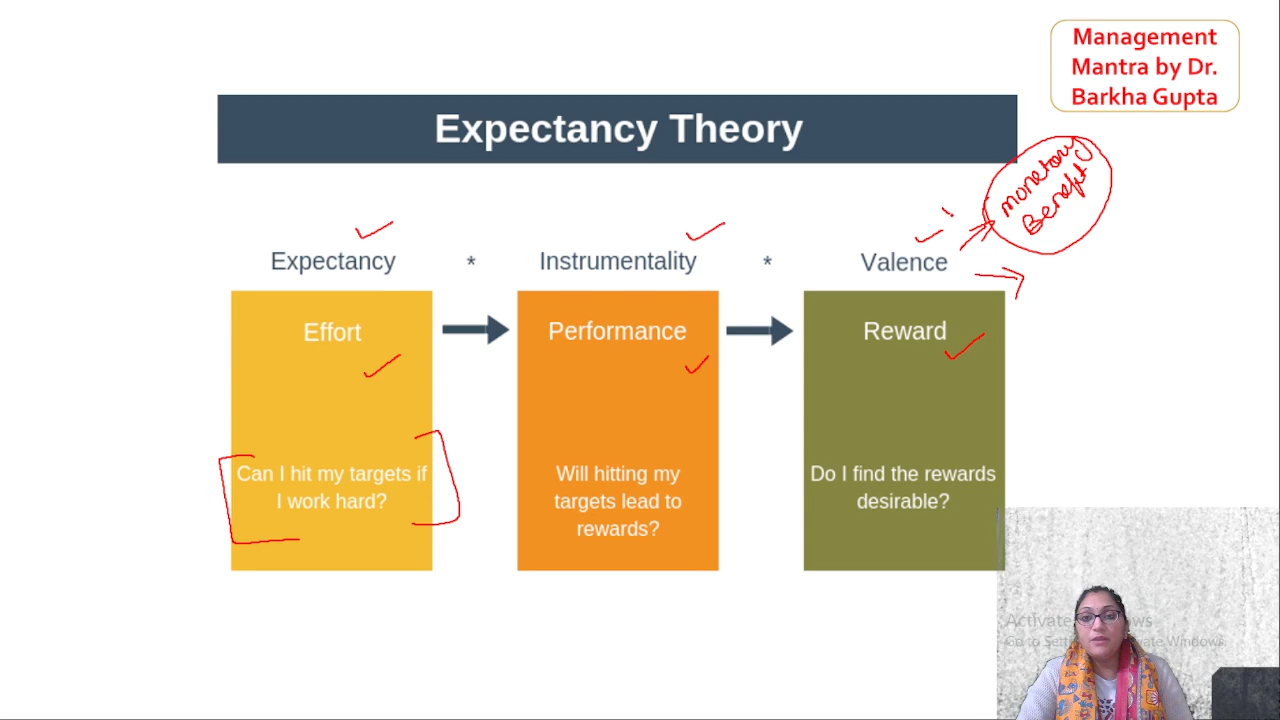 Management
Mantra by Dr.
Barkha Gupta
Expectancy Theory
monetary
Benefit
Expectancy * Instrumentality * Valence
Effort
Performance
Reward
Can I hit my targets if
I work hard?
Will hitting my
targets lead to
rewards?
Do I find the rewards
desirable?